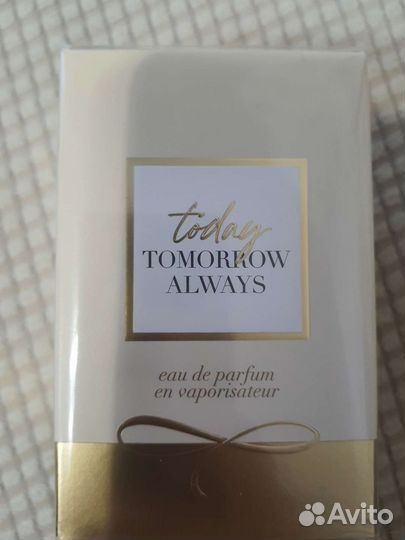 today
TOMORROW
ALWAYS
eau de parfum
en vaporisateur
Avito